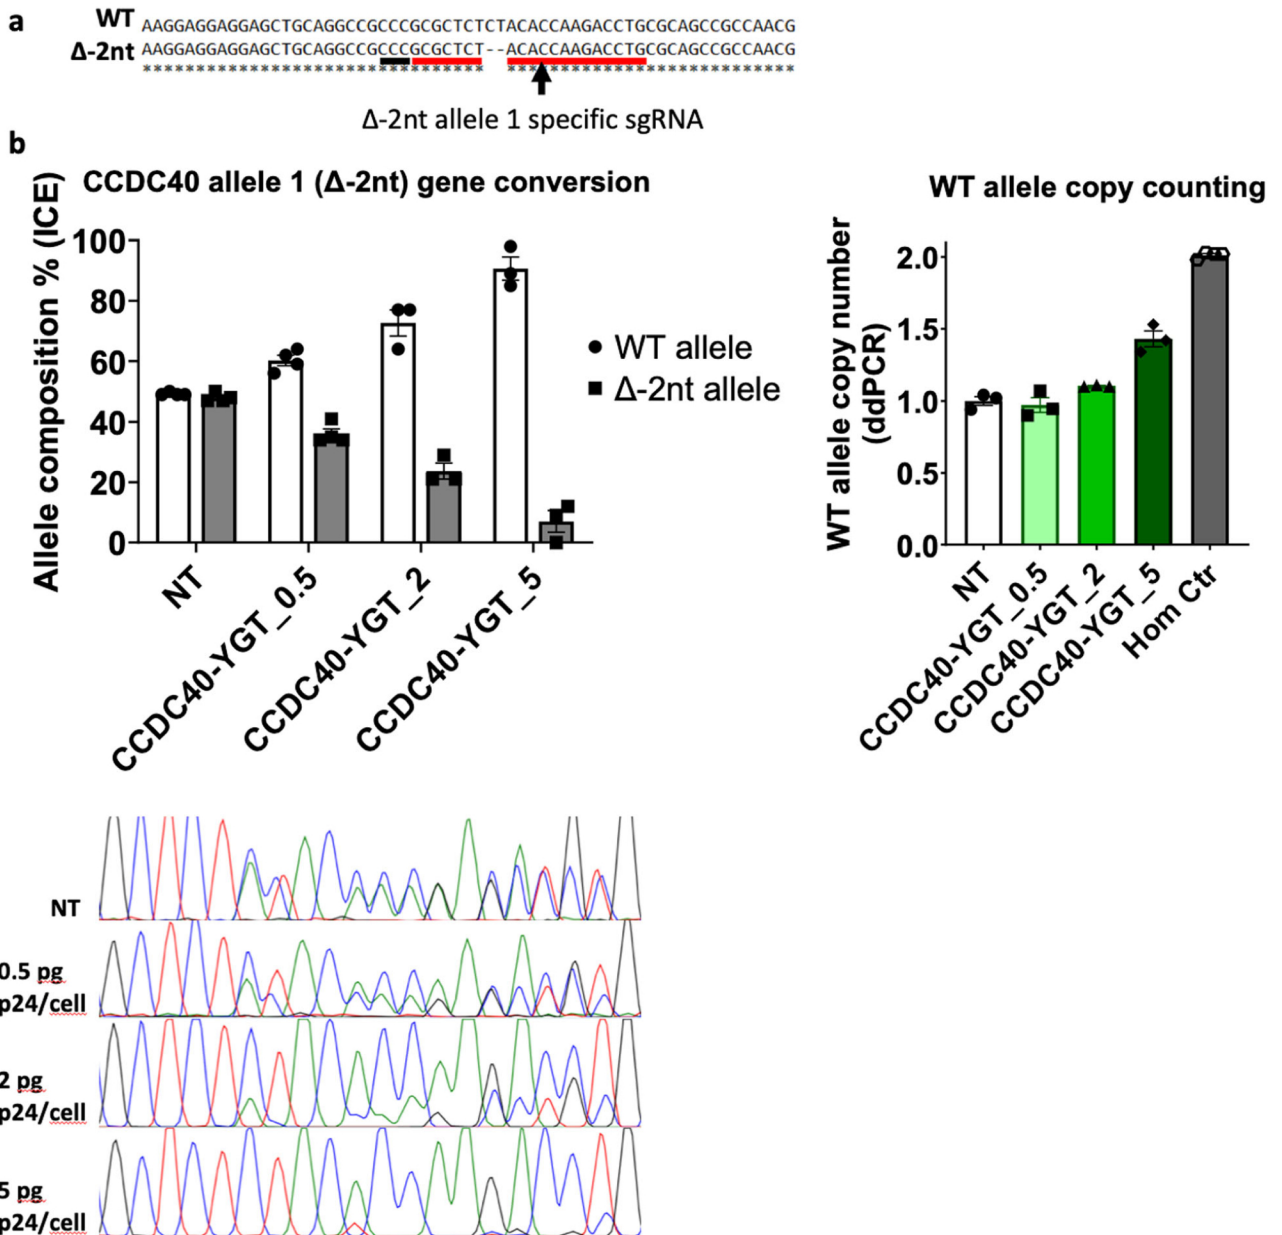 a
WT AAGGAGGAGGAGCTGCAGGCCGCCCGCGCTCTCTACACCAAGACCTGCGCAGCCGCCAACG
Δ-2nt AAGGAGGAGGAGCTGCAGGCCGCCCGCGCTCT--ACACCAAGACCTGCGCAGCCGCCAACG
******************************** ***************************
Δ-2nt allele 1 specific sgRNA
b
CCDC40 allele 1 (Δ-2nt) gene conversion
Allele composition % (ICE)
100
80
60
40
20
0
NT
CCDC40-YGT_0.5
CCDC40-YGT_2
CCDC40-YGT_5
WT allele
Δ-2nt allele
WT allele copy counting
WT allele copy number
(ddPCR)
2.0
1.5
1.0
0.5
0.0
NT
CCDC40-YGT_0.5
CCDC40-YGT_2
CCDC40-YGT_5
Hom Ctr
NT
0.5 pg
p24/cell
2 pg
p24/cell
5 pg
p24/cell